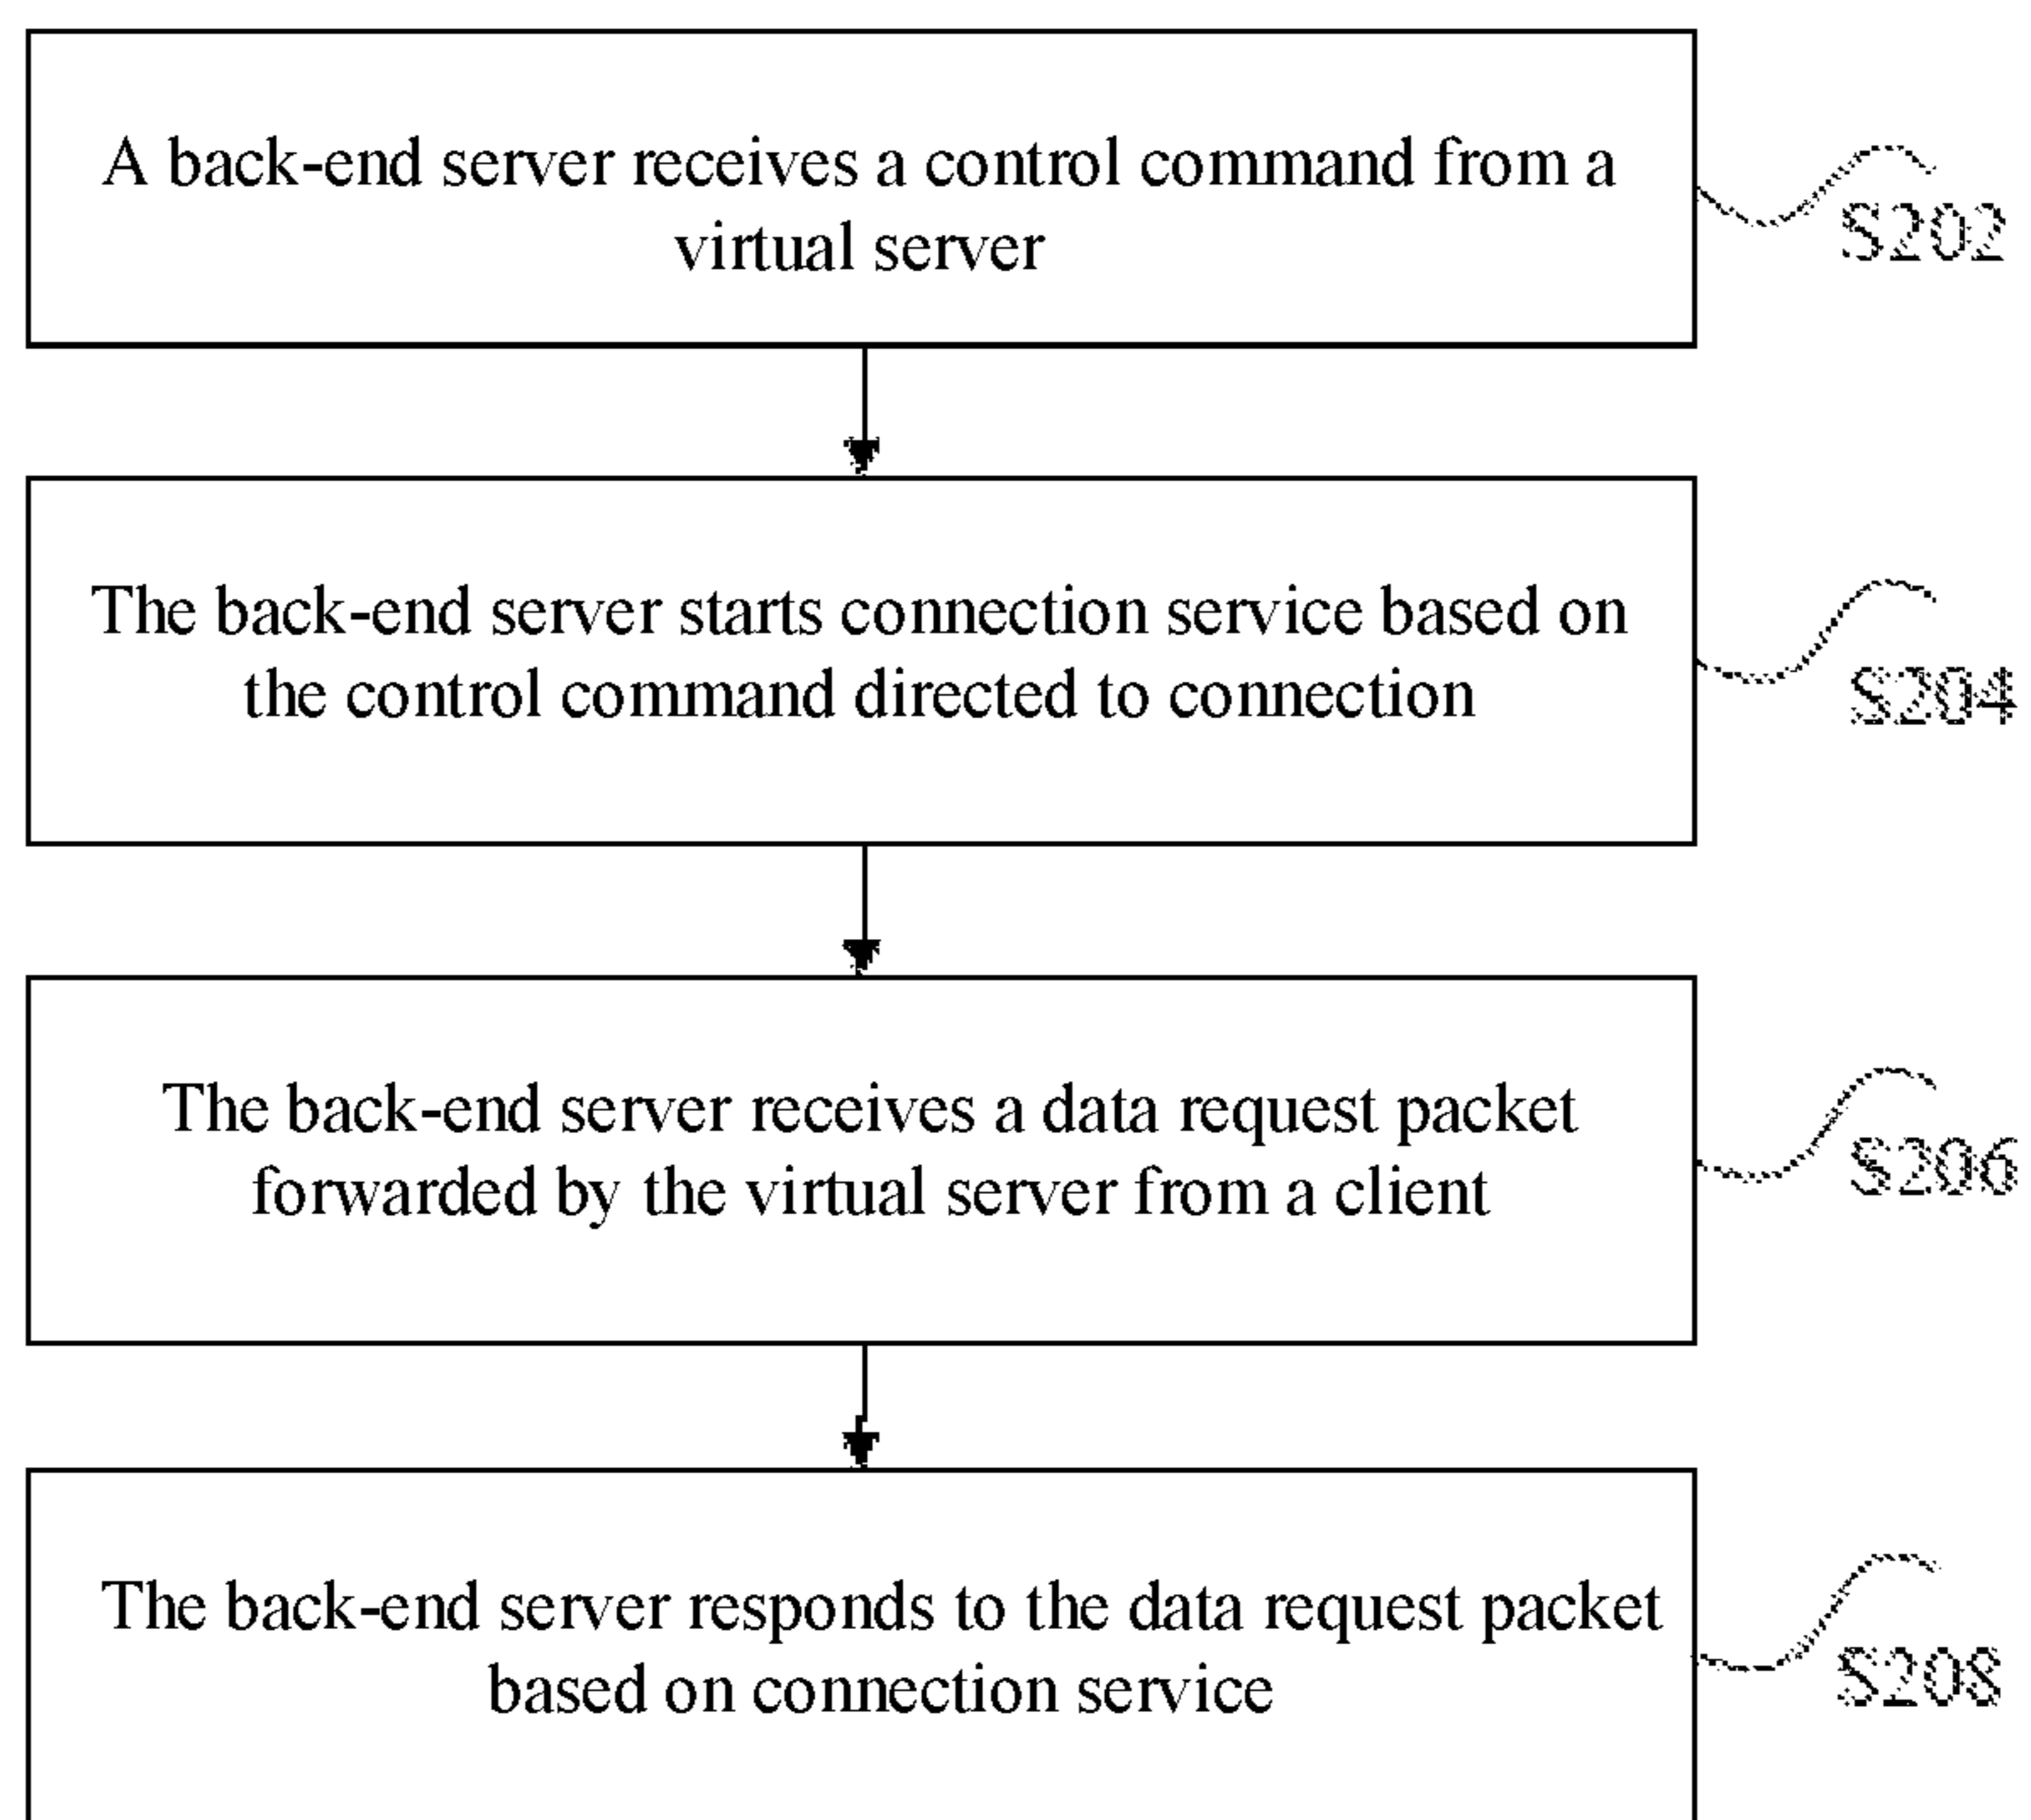 A back-end server receives a control command from a
virtual server
S202
The back-end server starts connection service based on
the control command directed to connection
S204
The back-end server receives a data request packet
forwarded by the virtual server from a client
S206
The back-end server responds to the data request packet
based on connection service
S208